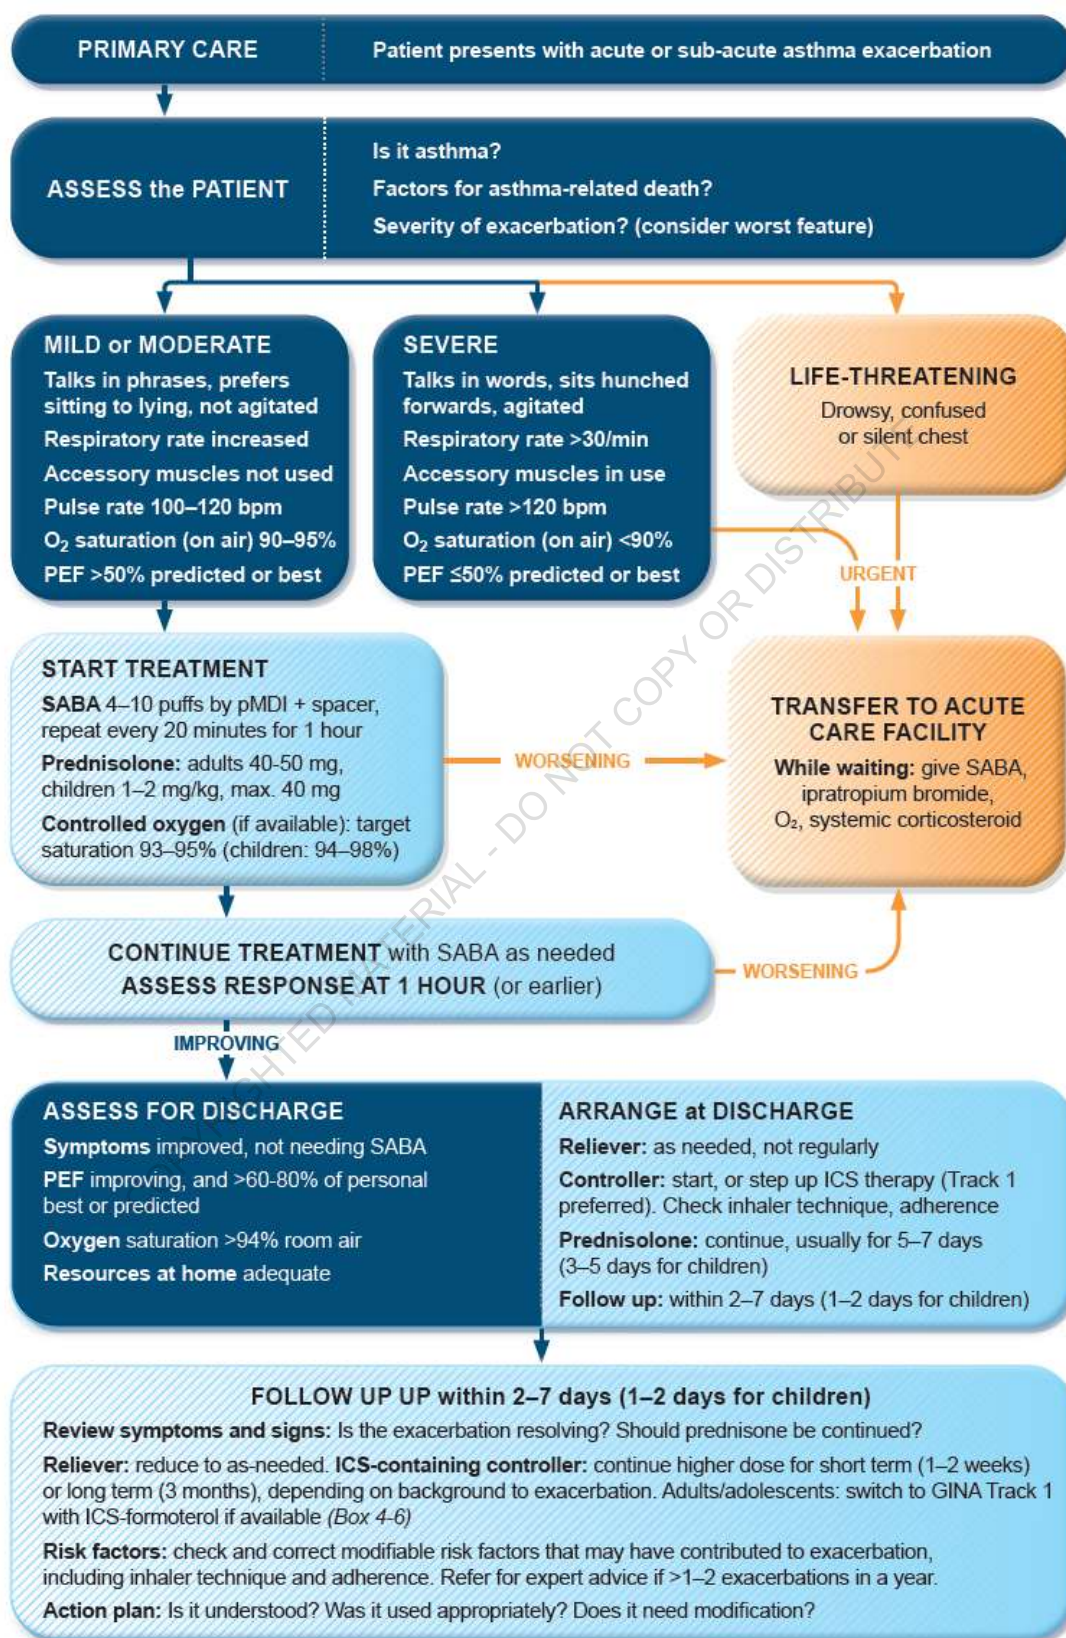 PRIMARY CARE
Patient presents with acute or sub-acute asthma exacerbation
ASSESS the PATIENT
Is it asthma?
Factors for asthma-related death?
Severity of exacerbation? (consider worst feature)
MILD or MODERATE
Talks in phrases, prefers
sitting to lying, not agitated
Respiratory rate increased
Accessory muscles not used
Pulse rate 100–120 bpm
O₂ saturation (on air) 90–95%
PEF >50% predicted or best
SEVERE
Talks in words, sits hunched
forwards, agitated
Respiratory rate >30/min
Accessory muscles in use
Pulse rate >120 bpm
O₂ saturation (on air) <90%
PEF ≤50% predicted or best
LIFE-THREATENING
Drowsy, confused
or silent chest
URGENT
START TREATMENT
SABA 4–10 puffs by pMDI + spacer,
repeat every 20 minutes for 1 hour
Prednisolone: adults 40-50 mg,
children 1–2 mg/kg, max. 40 mg
Controlled oxygen (if available): target
saturation 93–95% (children: 94–98%)
WORSENING
TRANSFER TO ACUTE
CARE FACILITY
While waiting: give SABA,
ipratropium bromide,
O₂, systemic corticosteroid
CONTINUE TREATMENT with SABA as needed
ASSESS RESPONSE AT 1 HOUR (or earlier)
WORSENING
IMPROVING
ASSESS FOR DISCHARGE
Symptoms improved, not needing SABA
PEF improving, and >60-80% of personal
best or predicted
Oxygen saturation >94% room air
Resources at home adequate
ARRANGE at DISCHARGE
Reliever: as needed, not regularly
Controller: start, or step up ICS therapy (Track 1
preferred). Check inhaler technique, adherence
Prednisolone: continue, usually for 5–7 days
(3–5 days for children)
Follow up: within 2–7 days (1–2 days for children)
FOLLOW UP UP within 2–7 days (1–2 days for children)
Review symptoms and signs: Is the exacerbation resolving? Should prednisone be continued?
Reliever: reduce to as-needed. ICS-containing controller: continue higher dose for short term (1–2 weeks)
or long term (3 months), depending on background to exacerbation. Adults/adolescents: switch to GINA Track 1
with ICS-formoterol if available (Box 4-6)
Risk factors: check and correct modifiable risk factors that may have contributed to exacerbation,
including inhaler technique and adherence. Refer for expert advice if >1–2 exacerbations in a year.
Action plan: Is it understood? Was it used appropriately? Does it need modification?
MATERIAL - DO NOT COPY OR